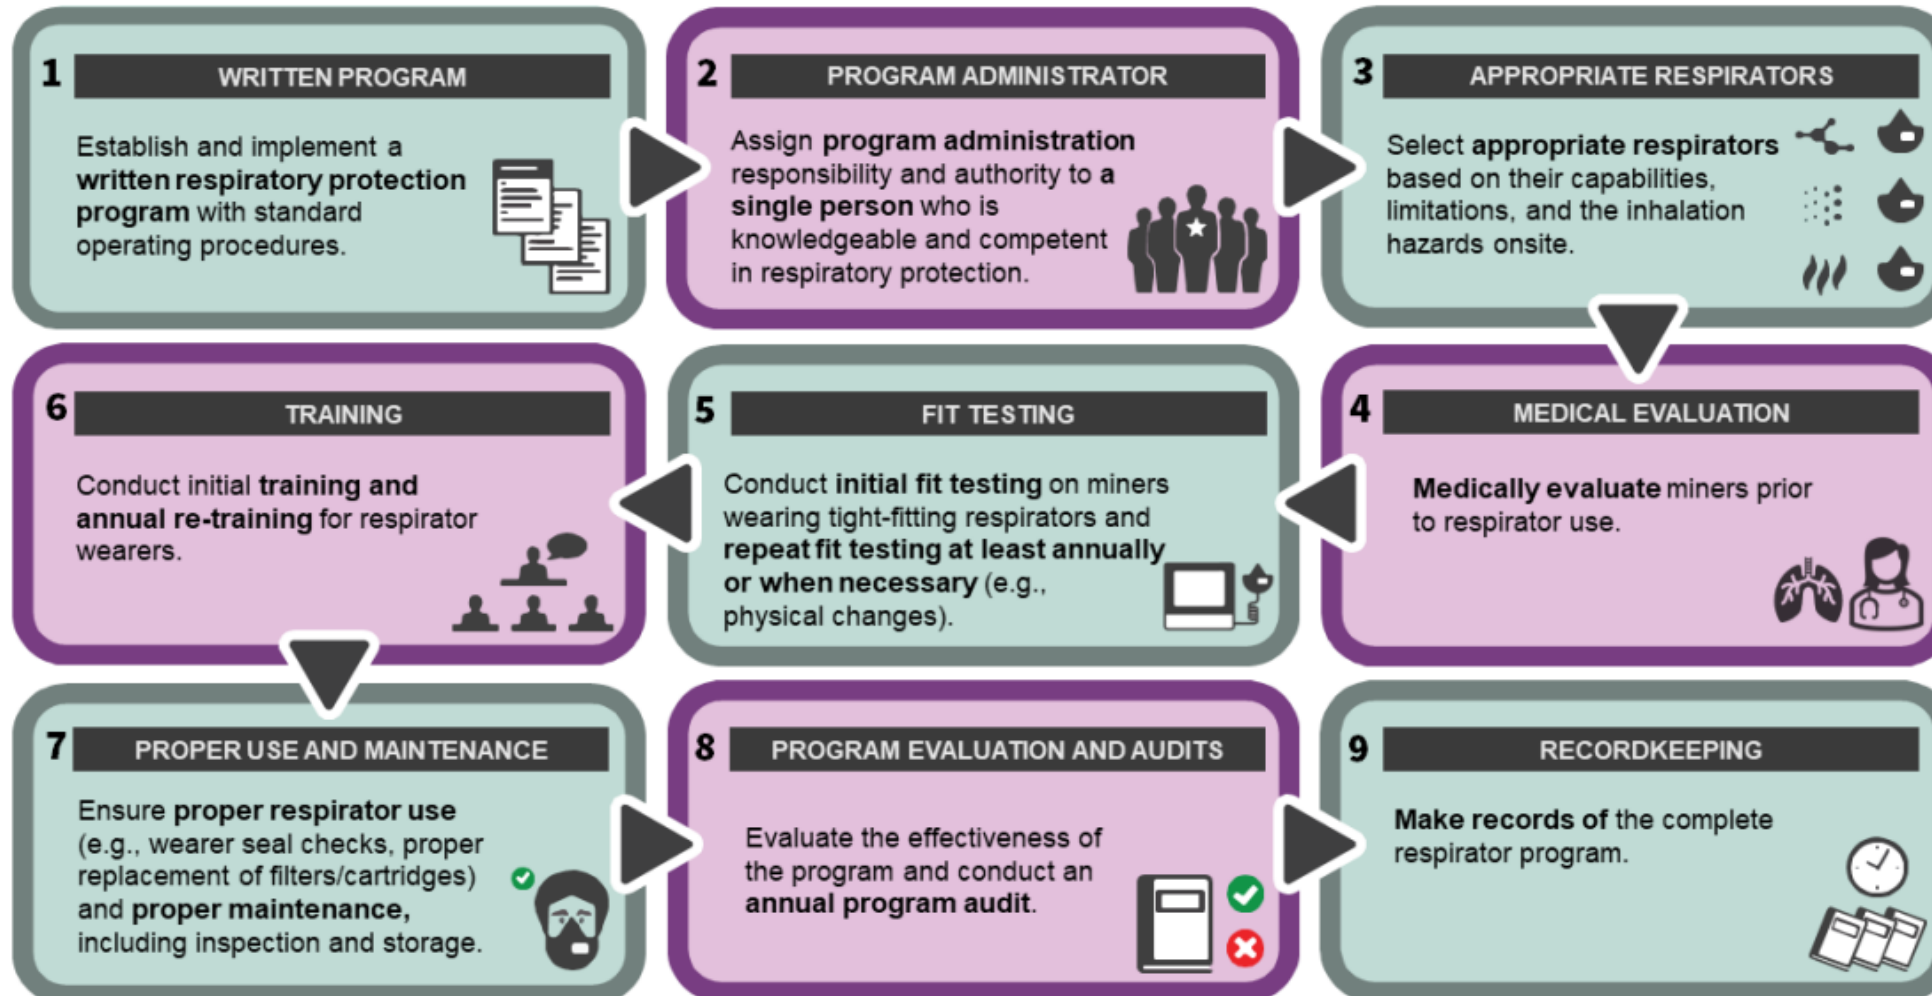 1
WRITTEN PROGRAM
Establish and implement a
written respiratory protection
program with standard
operating procedures.
2
PROGRAM ADMINISTRATOR
Assign program administration
responsibility and authority to a
single person who is
knowledgeable and competent
in respiratory protection.
3
APPROPRIATE RESPIRATORS
Select appropriate respirators
based on their capabilities,
limitations, and the inhalation
hazards onsite.
4
MEDICAL EVALUATION
Medically evaluate miners prior
to respirator use.
5
FIT TESTING
Conduct initial fit testing on miners
wearing tight-fitting respirators and
repeat fit testing at least annually
or when necessary (e.g.,
physical changes).
6
TRAINING
Conduct initial training and
annual re-training for respirator
wearers.
7
PROPER USE AND MAINTENANCE
Ensure proper respirator use
(e.g., wearer seal checks, proper
replacement of filters/cartridges)
and proper maintenance,
including inspection and storage.
8
PROGRAM EVALUATION AND AUDITS
Evaluate the effectiveness of
the program and conduct an
annual program audit.
9
RECORDKEEPING
Make records of the complete
respirator program.